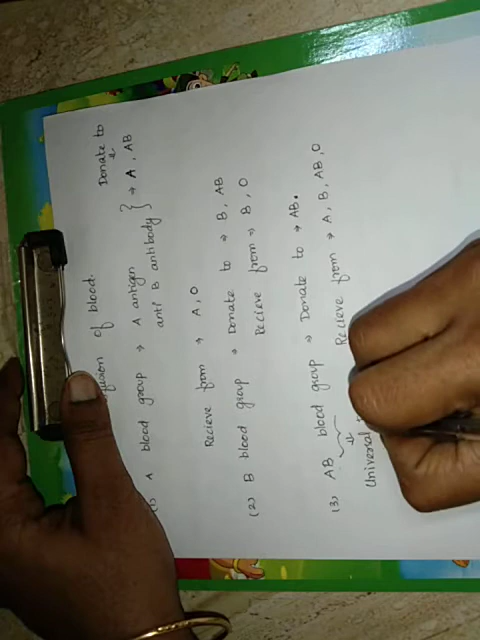 of blood.
Donate to
⇓
(1) A blood group → A antigen } → A, AB
anti B antibody
Recieve from → A, O
(2) B blood group → Donate to → B, AB
Recieve from → B, O
(3) AB blood group → Donate to → AB.
⇓ Recieve from → A, B, AB, O
Universal